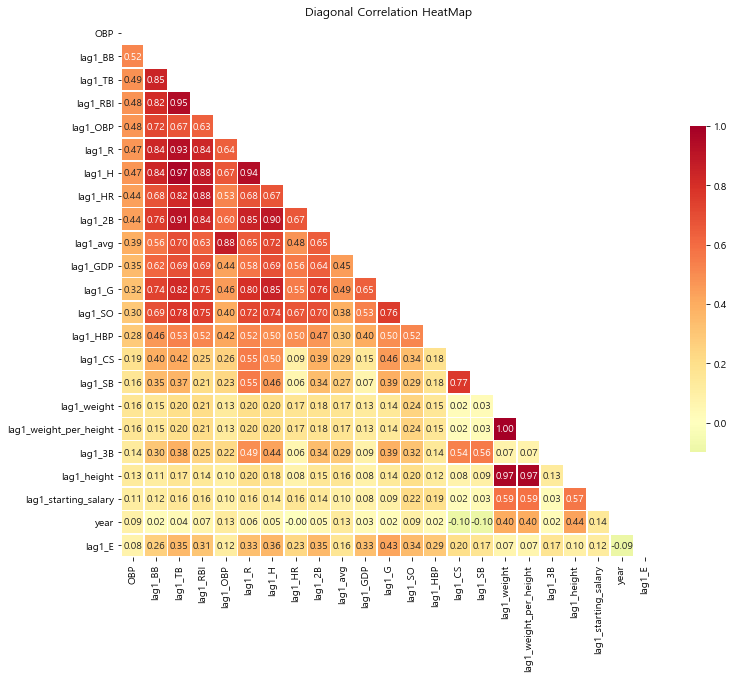 Diagonal Correlation HeatMap
OBP
lag1_BB 0.52
lag1_TB 0.49 0.85
lag1_RBI 0.48 0.82 0.95
lag1_OBP 0.48 0.72 0.67 0.63
lag1_R 0.47 0.84 0.93 0.84 0.64
lag1_H 0.47 0.84 0.97 0.88 0.67 0.94
lag1_HR 0.44 0.68 0.82 0.88 0.53 0.68 0.67
lag1_2B 0.44 0.76 0.91 0.84 0.60 0.85 0.90 0.67
lag1_avg 0.39 0.56 0.70 0.63 0.88 0.65 0.72 0.48 0.65
lag1_GDP 0.35 0.62 0.69 0.69 0.44 0.58 0.69 0.56 0.64 0.45
lag1_G 0.32 0.74 0.82 0.75 0.46 0.80 0.85 0.55 0.76 0.49 0.65
lag1_SO 0.30 0.69 0.78 0.75 0.40 0.72 0.74 0.67 0.70 0.38 0.53 0.76
lag1_HBP 0.28 0.46 0.53 0.52 0.42 0.52 0.50 0.50 0.47 0.30 0.40 0.50 0.52
lag1_CS 0.19 0.40 0.42 0.25 0.26 0.55 0.50 0.09 0.39 0.29 0.15 0.46 0.34 0.18
lag1_SB 0.16 0.35 0.37 0.21 0.23 0.55 0.46 0.06 0.34 0.27 0.07 0.39 0.29 0.18 0.77
lag1_weight 0.16 0.15 0.20 0.21 0.13 0.20 0.20 0.17 0.18 0.17 0.13 0.14 0.24 0.15 0.02 0.03
lag1_weight_per_height 0.16 0.15 0.20 0.21 0.13 0.20 0.20 0.17 0.18 0.17 0.13 0.14 0.24 0.15 0.02 0.03 1.00
lag1_3B 0.14 0.30 0.38 0.25 0.22 0.49 0.44 0.06 0.34 0.29 0.09 0.39 0.32 0.14 0.54 0.56 0.07 0.07
lag1_height 0.13 0.11 0.17 0.14 0.10 0.20 0.18 0.08 0.15 0.16 0.08 0.14 0.20 0.12 0.08 0.09 0.97 0.97 0.13
lag1_starting_salary 0.11 0.12 0.16 0.16 0.10 0.16 0.14 0.16 0.14 0.10 0.08 0.09 0.22 0.19 0.02 0.03 0.59 0.59 0.03 0.57
year 0.09 0.02 0.04 0.07 0.13 0.06 0.05 -0.00 0.05 0.13 0.03 0.02 0.09 0.02 -0.10 -0.10 0.40 0.40 0.02 0.44 0.14
lag1_E 0.08 0.26 0.35 0.31 0.12 0.33 0.36 0.23 0.35 0.16 0.33 0.43 0.34 0.29 0.20 0.17 0.07 0.07 0.17 0.10 0.12 -0.09
OBP
lag1_BB
lag1_TB
lag1_RBI
lag1_OBP
lag1_R
lag1_H
lag1_HR
lag1_2B
lag1_avg
lag1_GDP
lag1_G
lag1_SO
lag1_HBP
lag1_CS
lag1_SB
lag1_weight
lag1_weight_per_height
lag1_3B
lag1_height
lag1_starting_salary
year
lag1_E
1.0
0.8
0.6
0.4
0.2
0.0